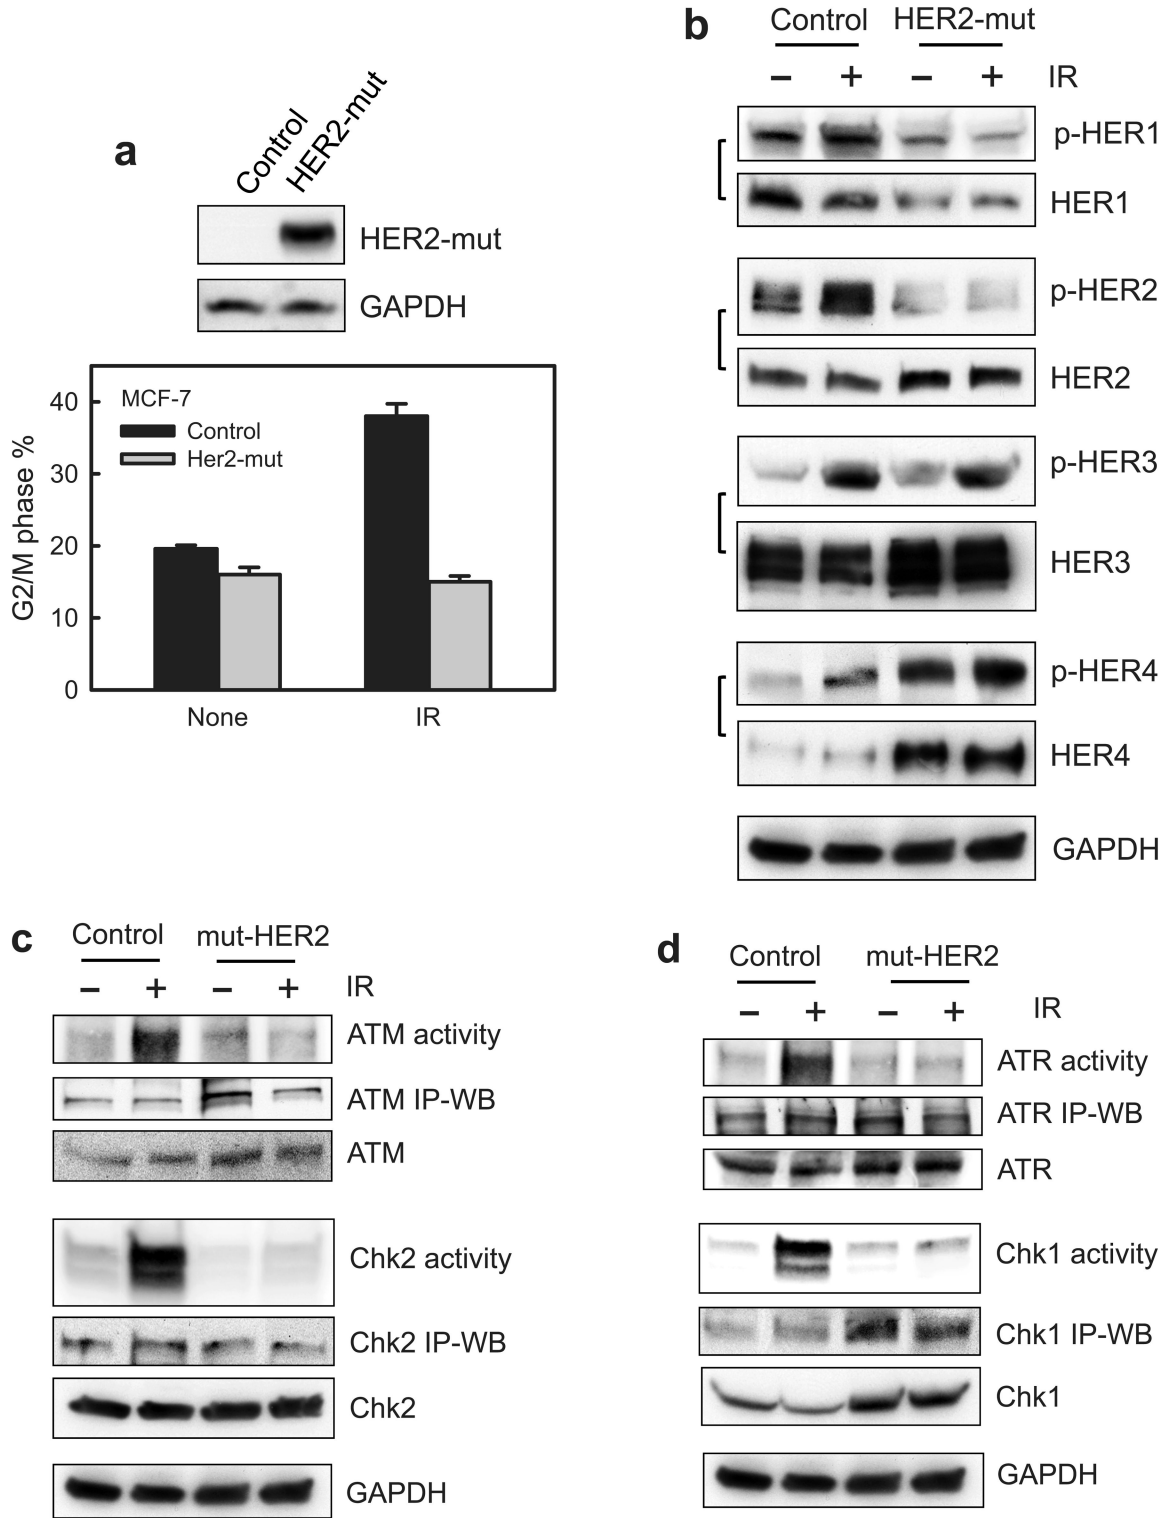 a
Control
HER2-mut
HER2-mut
GAPDH
G2/M phase %
40
30
20
10
0
MCF-7
Control
Her2-mut
None
IR
b
Control HER2-mut
− + − + IR
p-HER1
HER1
p-HER2
HER2
p-HER3
HER3
p-HER4
HER4
GAPDH
c
Control mut-HER2
− + − + IR
ATM activity
ATM IP-WB
ATM
Chk2 activity
Chk2 IP-WB
Chk2
GAPDH
d
Control mut-HER2
− + − + IR
ATR activity
ATR IP-WB
ATR
Chk1 activity
Chk1 IP-WB
Chk1
GAPDH